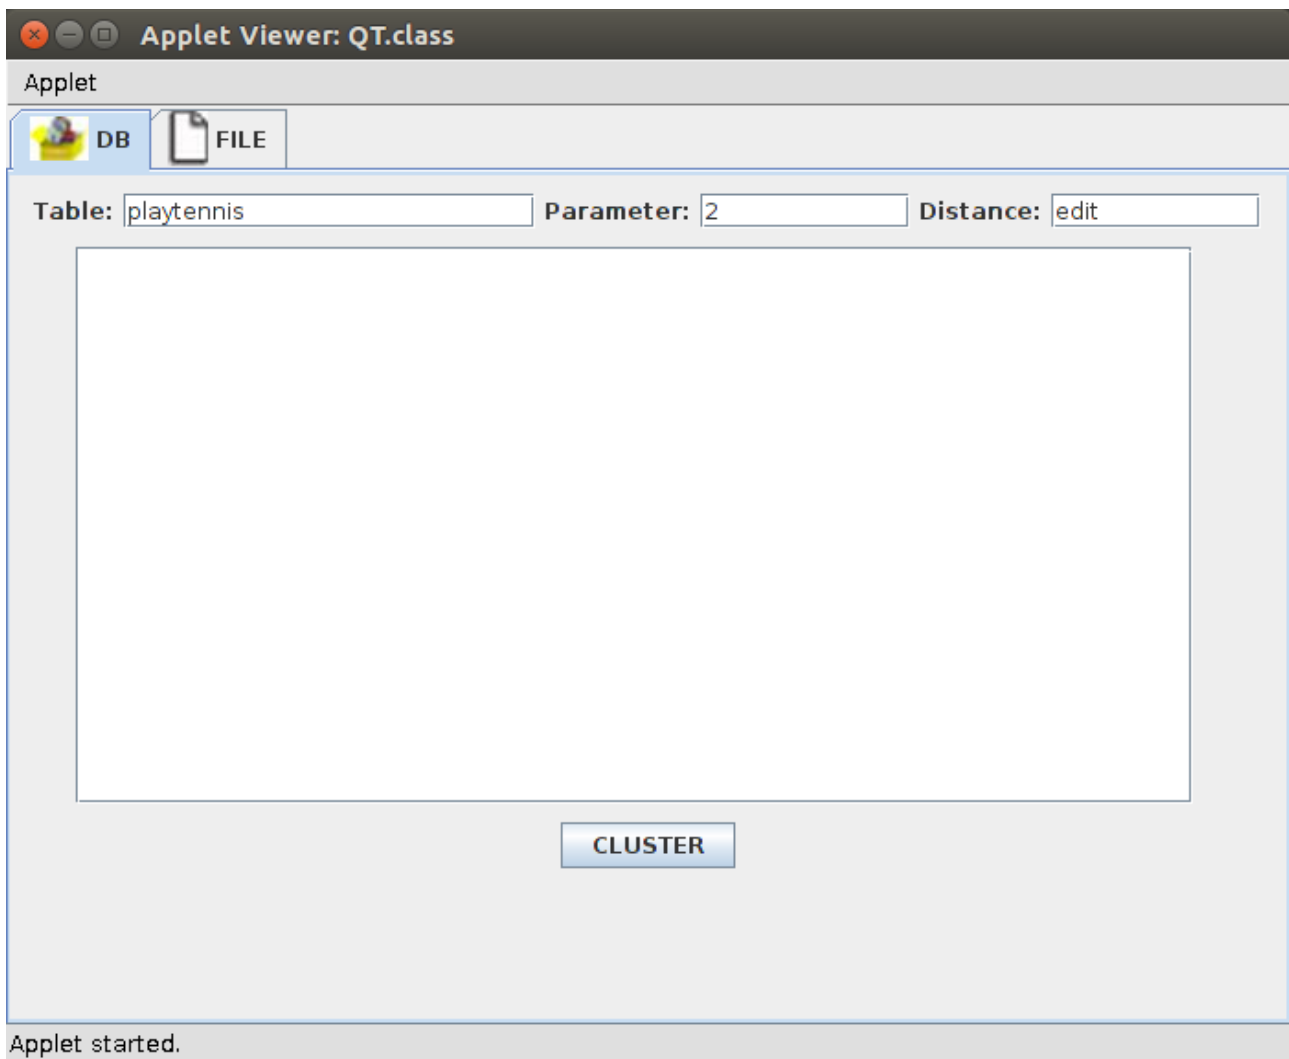 Applet Viewer: QT.class
Applet
DB FILE
Table: playtennis Parameter: 2 Distance: edit
CLUSTER
Applet started.